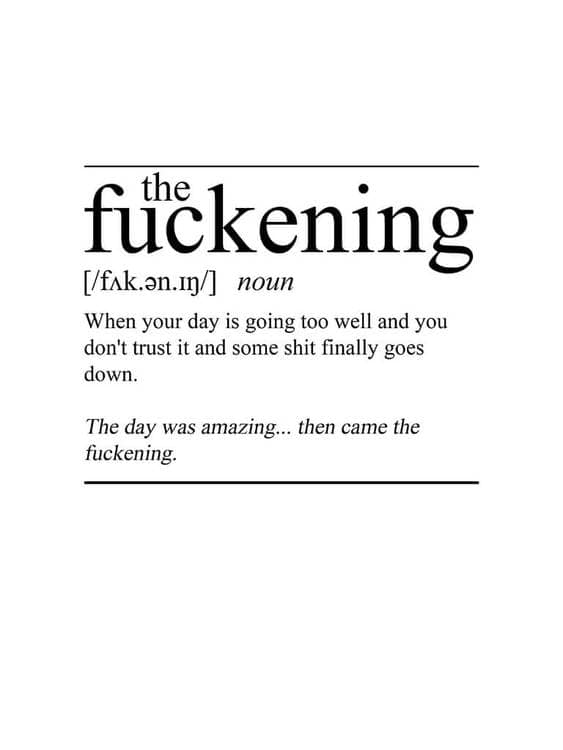 the
fuckening
[/fʌk.ən.ɪŋ/] noun
When your day is going too well and you
don't trust it and some shit finally goes
down.
The day was amazing... then came the
fuckening.